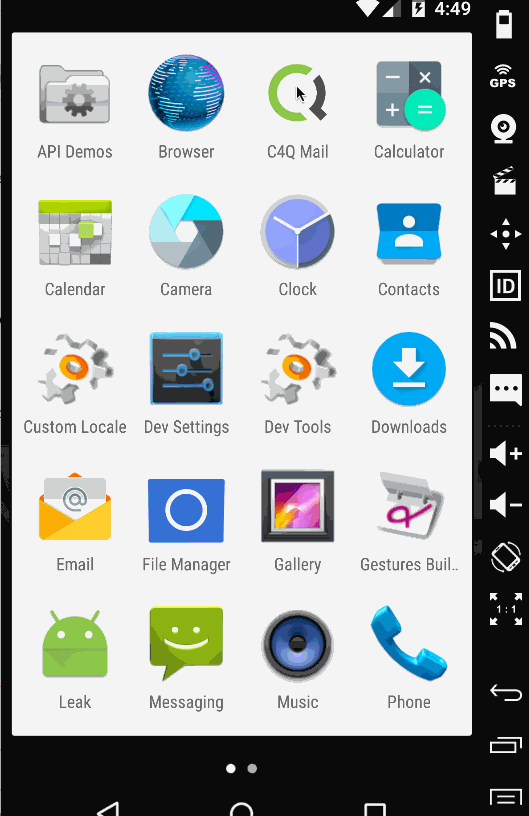 4:49
GPS
API Demos Browser C4Q Mail Calculator
Calendar Camera Clock Contacts
ID
Custom Locale Dev Settings Dev Tools Downloads
@
Email File Manager Gallery Gestures Buil..
1:1
Leak Messaging Music Phone